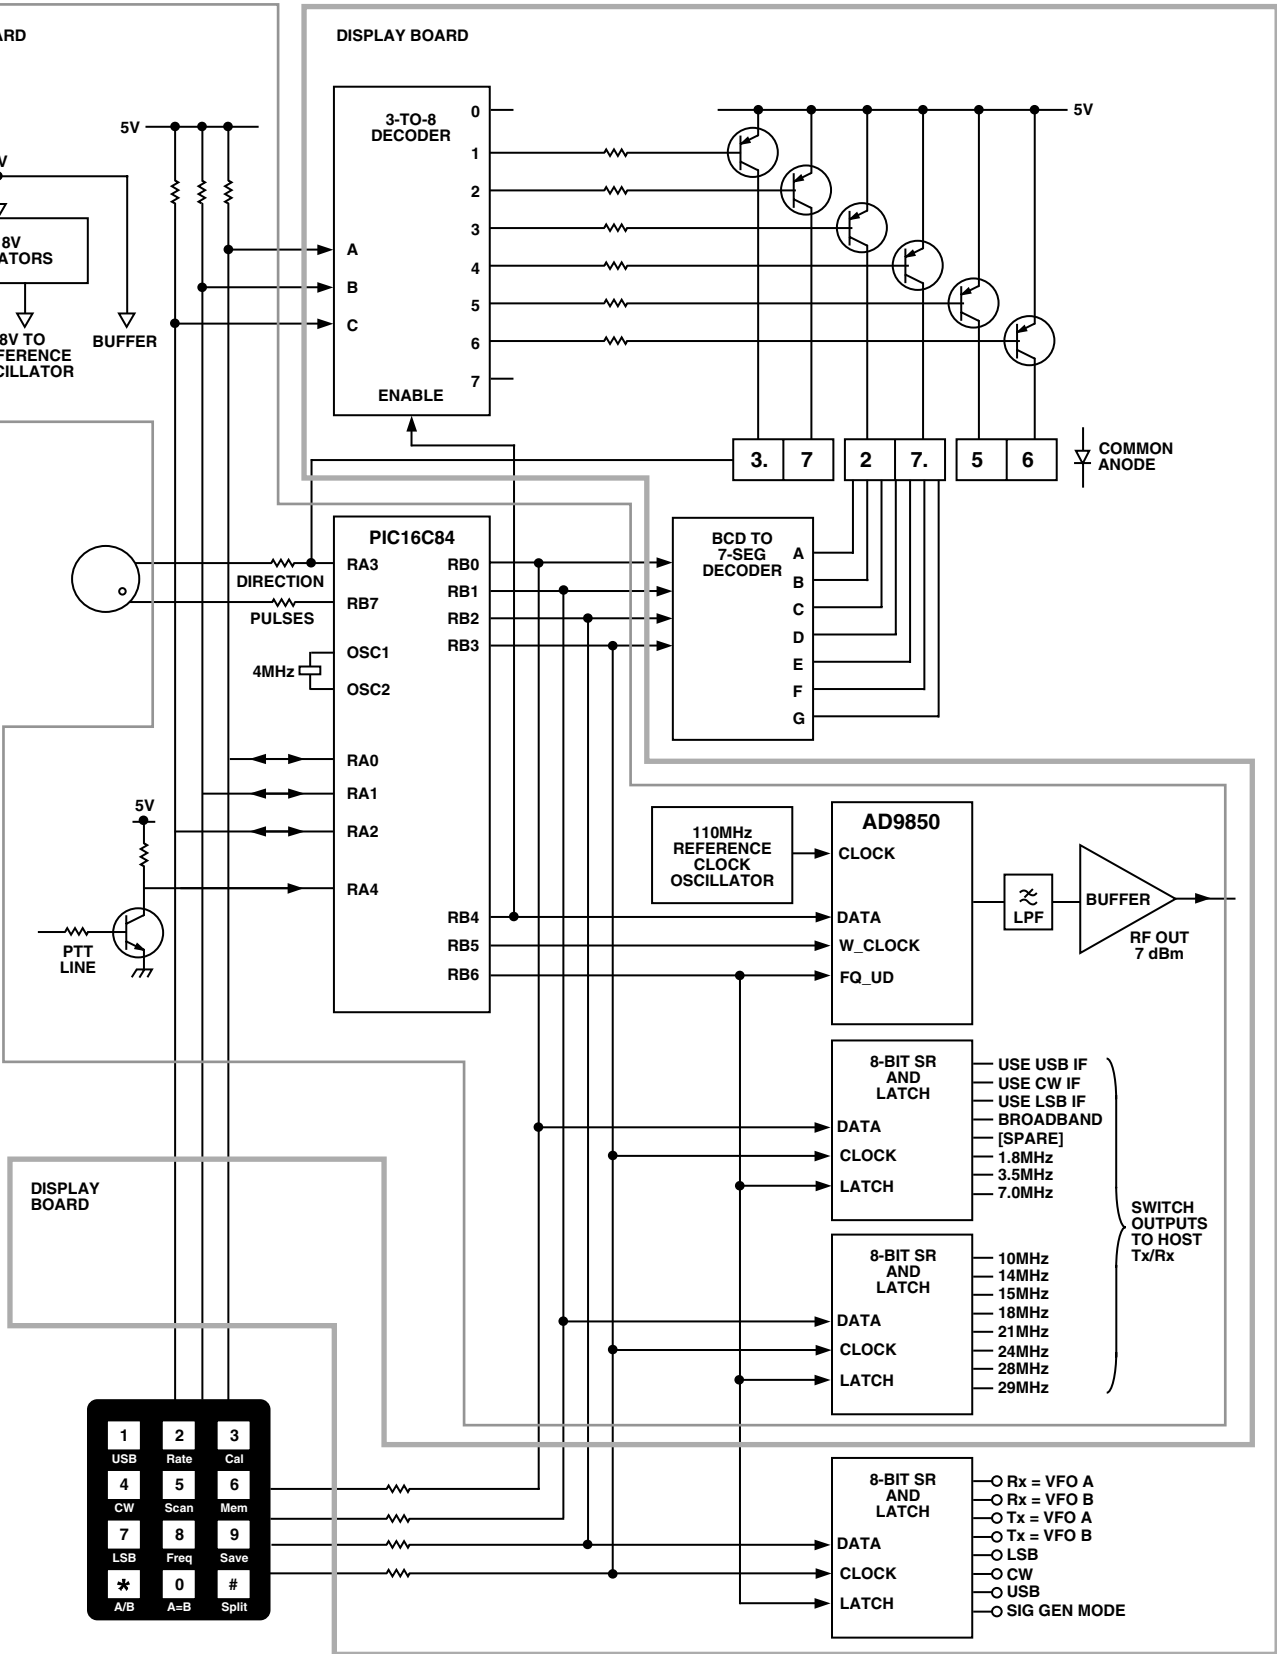 ARD
DISPLAY BOARD
5V
V
8V
ATORS
8V TO
FERENCE
CILLATOR
BUFFER
3-TO-8
DECODER
0
1
2
3
4
5
6
7
A
B
C
ENABLE
5V
3. 7 2 7. 5 6
COMMON
ANODE
PIC16C84
RA3
RB7
OSC1
OSC2
RA0
RA1
RA2
RA4
RB0
RB1
RB2
RB3
RB4
RB5
RB6
DIRECTION
PULSES
4MHz
BCD TO
7-SEG
DECODER
A
B
C
D
E
F
G
5V
PTT
LINE
110MHz
REFERENCE
CLOCK
OSCILLATOR
AD9850
CLOCK
DATA
W_CLOCK
FQ_UD
LPF
BUFFER
RF OUT
7 dBm
8-BIT SR
AND
LATCH
DATA
CLOCK
LATCH
USE USB IF
USE CW IF
USE LSB IF
BROADBAND
[SPARE]
1.8MHz
3.5MHz
7.0MHz
SWITCH
OUTPUTS
TO HOST
Tx/Rx
8-BIT SR
AND
LATCH
DATA
CLOCK
LATCH
10MHz
14MHz
15MHz
18MHz
21MHz
24MHz
28MHz
29MHz
DISPLAY
BOARD
1 2 3
USB Rate Cal
4 5 6
CW Scan Mem
7 8 9
LSB Freq Save
* 0 #
A/B A=B Split
8-BIT SR
AND
LATCH
DATA
CLOCK
LATCH
Rx = VFO A
Rx = VFO B
Tx = VFO A
Tx = VFO B
LSB
CW
USB
SIG GEN MODE